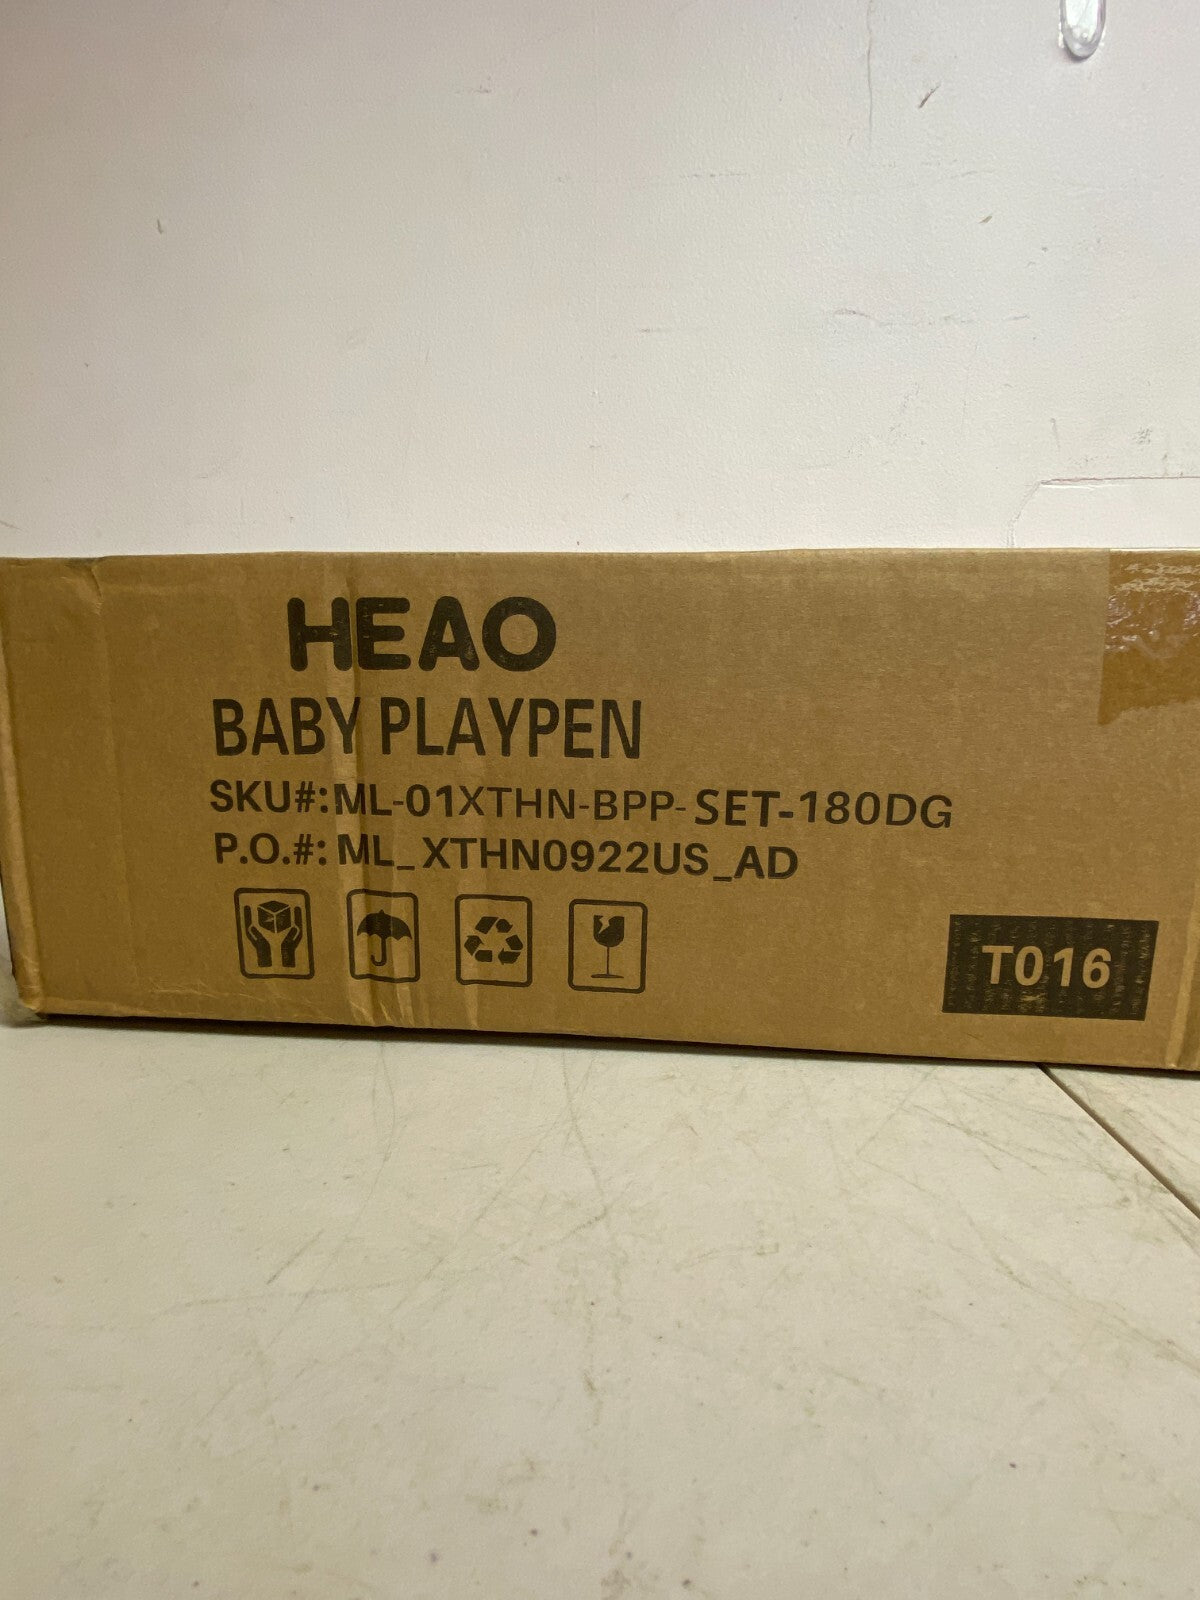 HEAO
BABY PLAYPEN
SKU#:ML-01XTHN-BPP-SET-180DG
P.O.#: ML_XTHN0922US_AD
T016